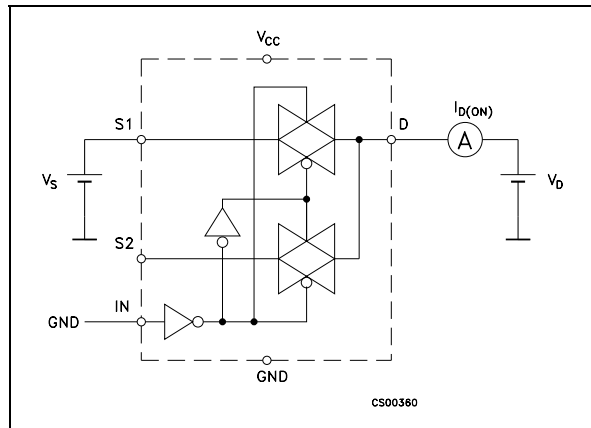 VCC
ID(ON)
S1
D
A
VS
VD
S2
IN
GND
GND
CS00360